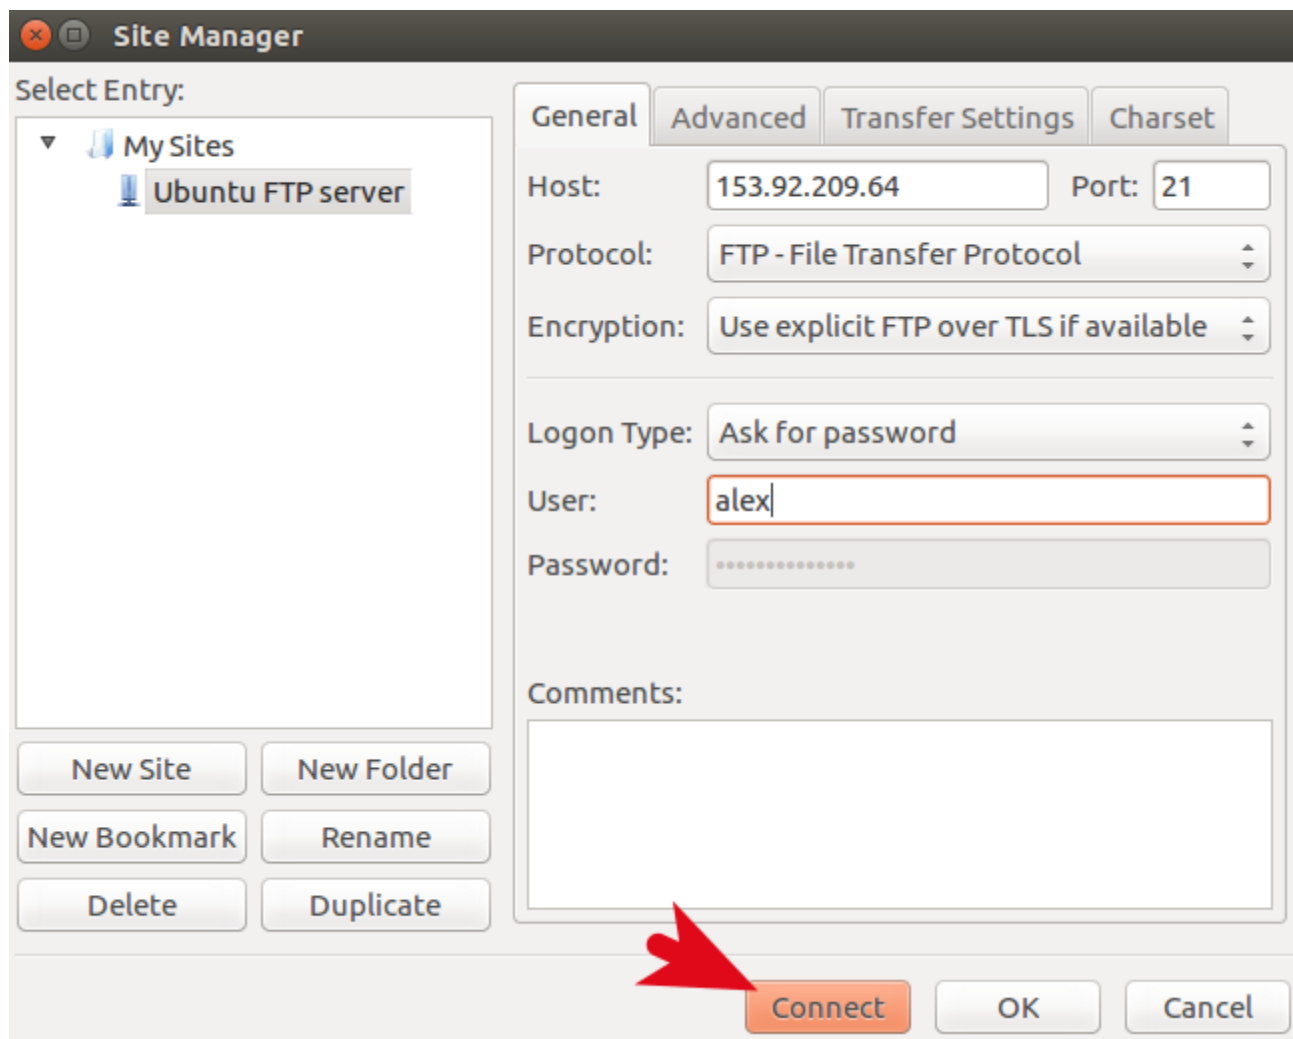 Site Manager
Select Entry:
My Sites
Ubuntu FTP server
New Site
New Folder
New Bookmark
Rename
Delete
Duplicate
General
Advanced
Transfer Settings
Charset
Host: 153.92.209.64 Port: 21
Protocol: FTP - File Transfer Protocol
Encryption: Use explicit FTP over TLS if available
Logon Type: Ask for password
User: alex
Password: ••••••••••••••
Comments:
Connect
OK
Cancel